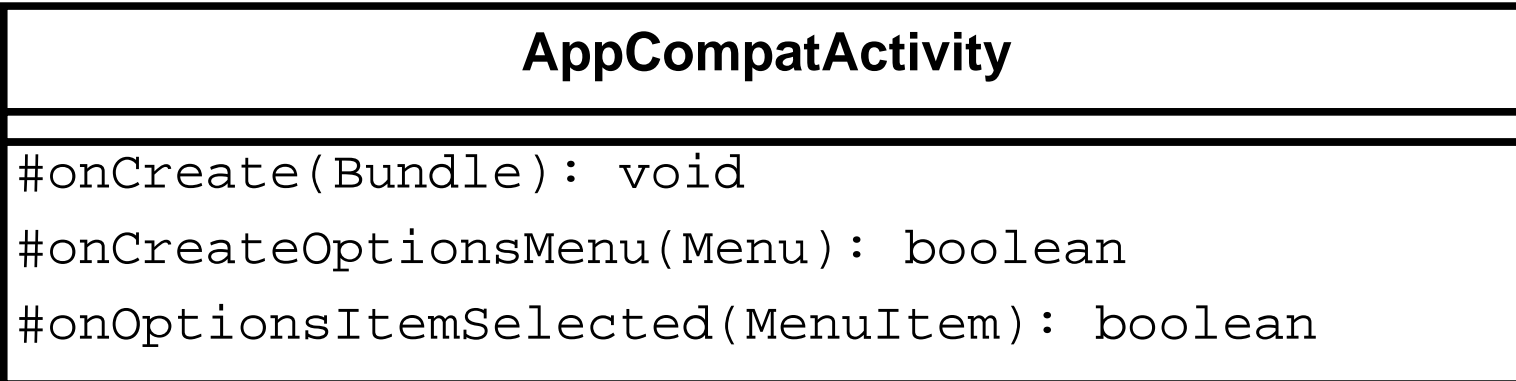 AppCompatActivity
#onCreate(Bundle): void
#onCreateOptionsMenu(Menu): boolean
#onOptionsItemSelected(MenuItem): boolean